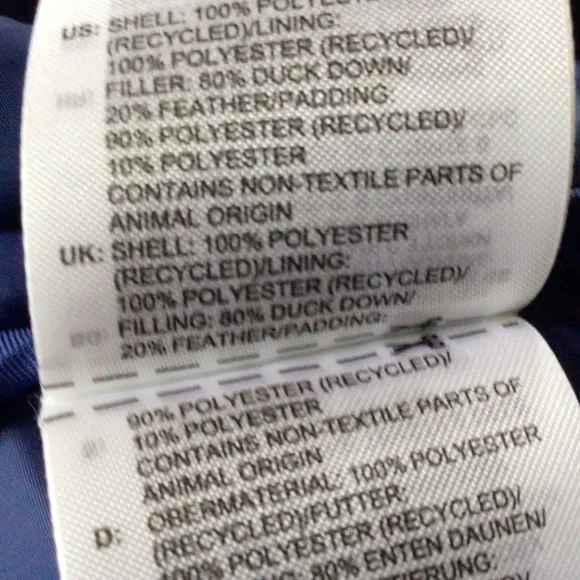 US: SHELL: 100% POLYESTER
(RECYCLED)/LINING:
100% POLYESTER (RECYCLED)/
FILLER: 80% DUCK DOWN/
20% FEATHER/PADDING:
90% POLYESTER (RECYCLED)/
10% POLYESTER
CONTAINS NON-TEXTILE PARTS OF
ANIMAL ORIGIN
UK: SHELL: 100% POLYESTER
(RECYCLED)/LINING:
100% POLYESTER (RECYCLED)/
FILLING: 80% DUCK DOWN/
20% FEATHER/PADDING:
90% POLYESTER (RECYCLED)/
10% POLYESTER
CONTAINS NON-TEXTILE PARTS OF
ANIMAL ORIGIN
D: OBERMATERIAL: 100% POLYESTER
(RECYCLED)/FUTTER:
100% POLYESTER (RECYCLED)/
80% ENTEN DAUNEN/